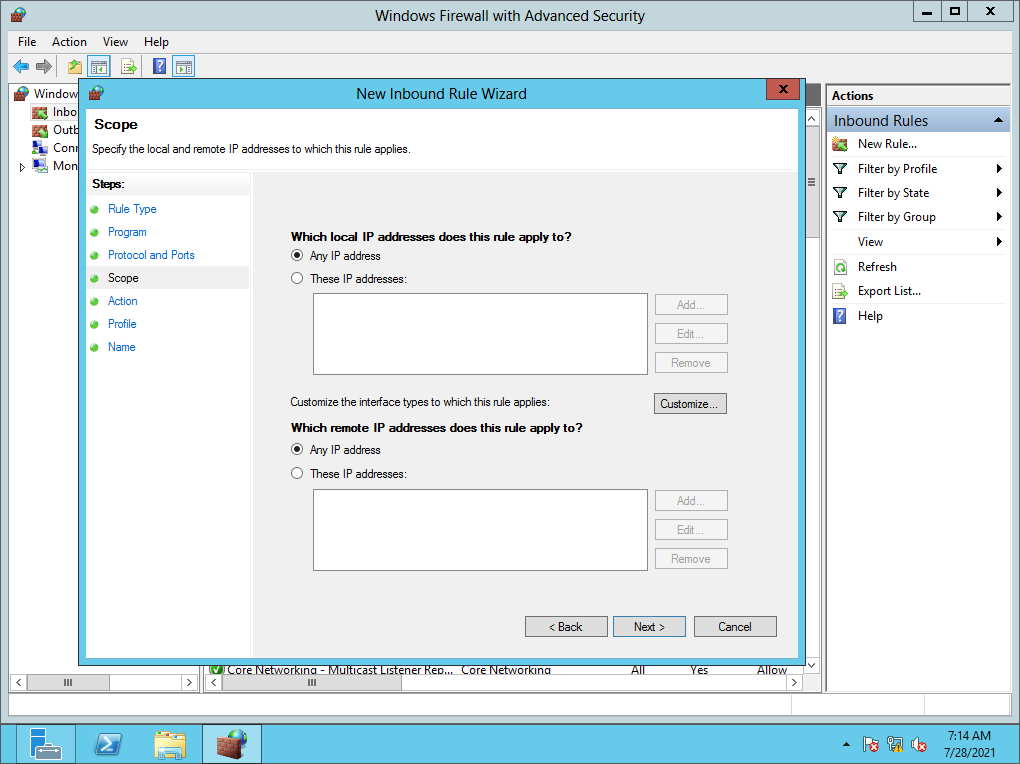 Windows Firewall with Advanced Security
File Action View Help
Window
Inbo
Outb
Conn
Mon
New Inbound Rule Wizard
Scope
Specify the local and remote IP addresses to which this rule applies.
Steps:
Rule Type
Program
Protocol and Ports
Scope
Action
Profile
Name
Which local IP addresses does this rule apply to?
Any IP address
These IP addresses:
Add...
Edit...
Remove
Customize the interface types to which this rule applies:
Customize...
Which remote IP addresses does this rule apply to?
Any IP address
These IP addresses:
Add...
Edit...
Remove
< Back Next > Cancel
Core Networking - Multicast Listener Rep... Core Networking All Yes Allow
Actions
Inbound Rules
New Rule...
Filter by Profile
Filter by State
Filter by Group
View
Refresh
Export List...
Help
7:14 AM
7/28/2021